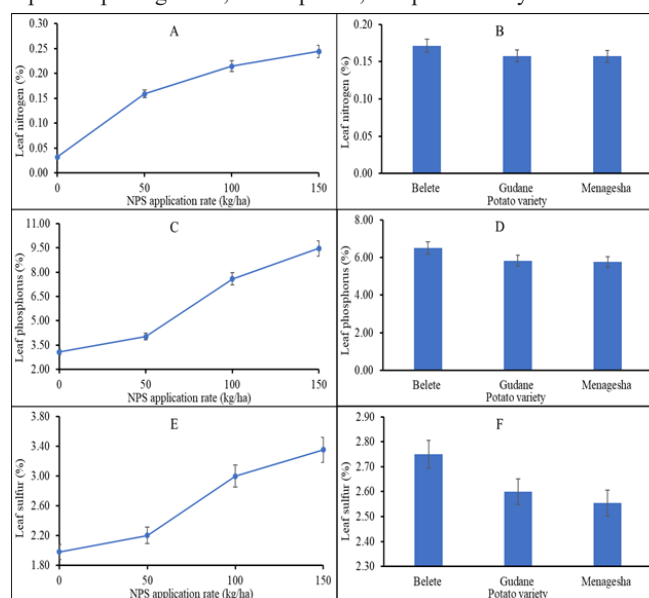 A
Leaf nitrogen (%)
0.30
0.25
0.20
0.15
0.10
0.05
0.00
0 50 100 150
NPS application rate (kg/ha)
B
Leaf nitrogen (%)
0.20
0.15
0.10
0.05
0.00
Belete Gudane Menagesha
Potato variety
C
Leaf phosphorus (%)
11.00
9.50
8.00
6.50
5.00
3.50
2.00
0 50 100 150
NPS application rate (kg/ha)
D
Leaf phosphorus (%)
8.00
6.00
4.00
2.00
0.00
Belete Gudane Menagesha
Potato variety
E
Leaf sulfur (%)
3.80
3.40
3.00
2.60
2.20
1.80
0 50 100 150
NPS application rate (kg/ha)
F
Leaf sulfur (%)
2.90
2.80
2.70
2.60
2.50
2.40
2.30
Belete Gudane Menagesha
Potato variety